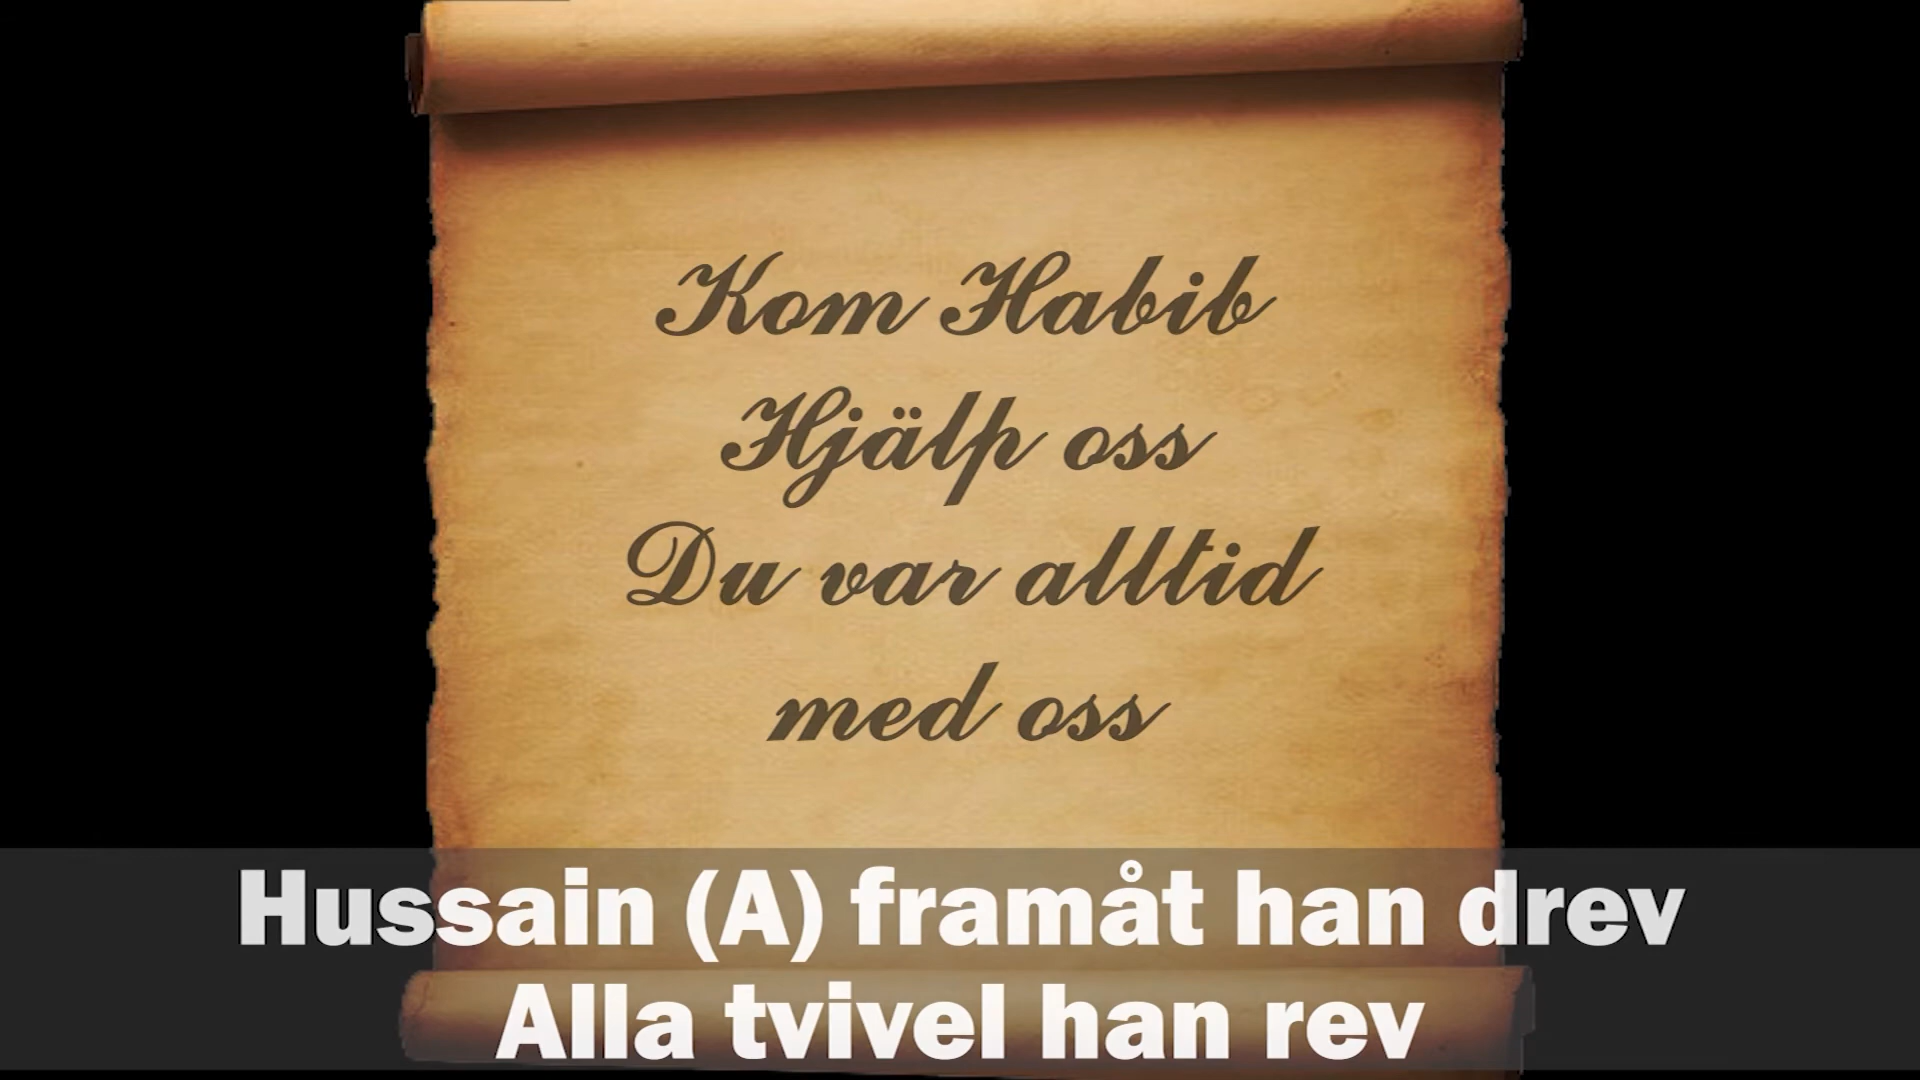 Kom Habib
Hjälp oss
Du var alltid
med oss
Hussain (A) framåt han drev
Alla tvivel han rev